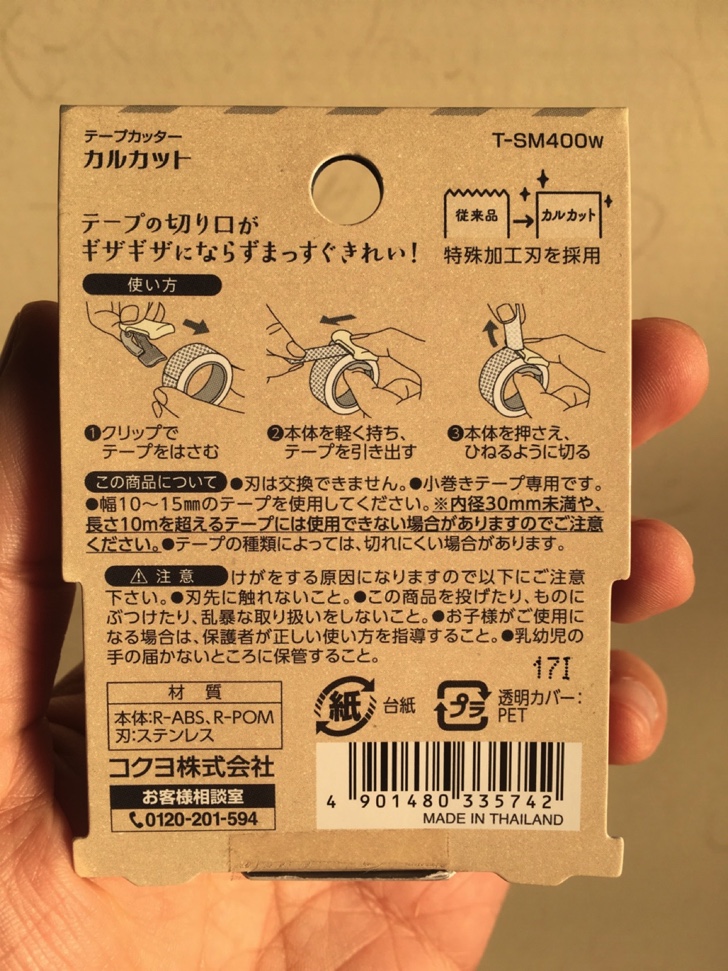 テープカッター
カルカット
T-SM400W
テープの切り口が
ギザギザにならずまっすぐきれい!
従来品
カルカット
特殊加工刃を採用
使い方
❶クリップで
テープをはさむ
❷本体を軽く持ち、
テープを引き出す
❸本体を押さえ、
ひねるように切る
この商品について ●刃は交換できません。●小巻きテープ専用です。
●幅10〜15㎜のテープを使用してください。※内径30mm未満や、
長さ10mを超えるテープには使用できない場合がありますのでご注意
ください。●テープの種類によっては、切れにくい場合があります。
⚠ 注意 けがをする原因になりますので以下にご注意
下さい。●刃先に触れないこと。●この商品を投げたり、ものに
ぶつけたり、乱暴な取り扱いをしないこと。●お子様がご使用に
なる場合は、保護者が正しい使い方を指導すること。●乳幼児の
手の届かないところに保管すること。
17I
材質
本体:R-ABS、R-POM
刃:ステンレス
紙 台紙
プラ 透明カバー:
PET
コクヨ株式会社
お客様相談室
📞0120-201-594
4 901480 335742
MADE IN THAILAND